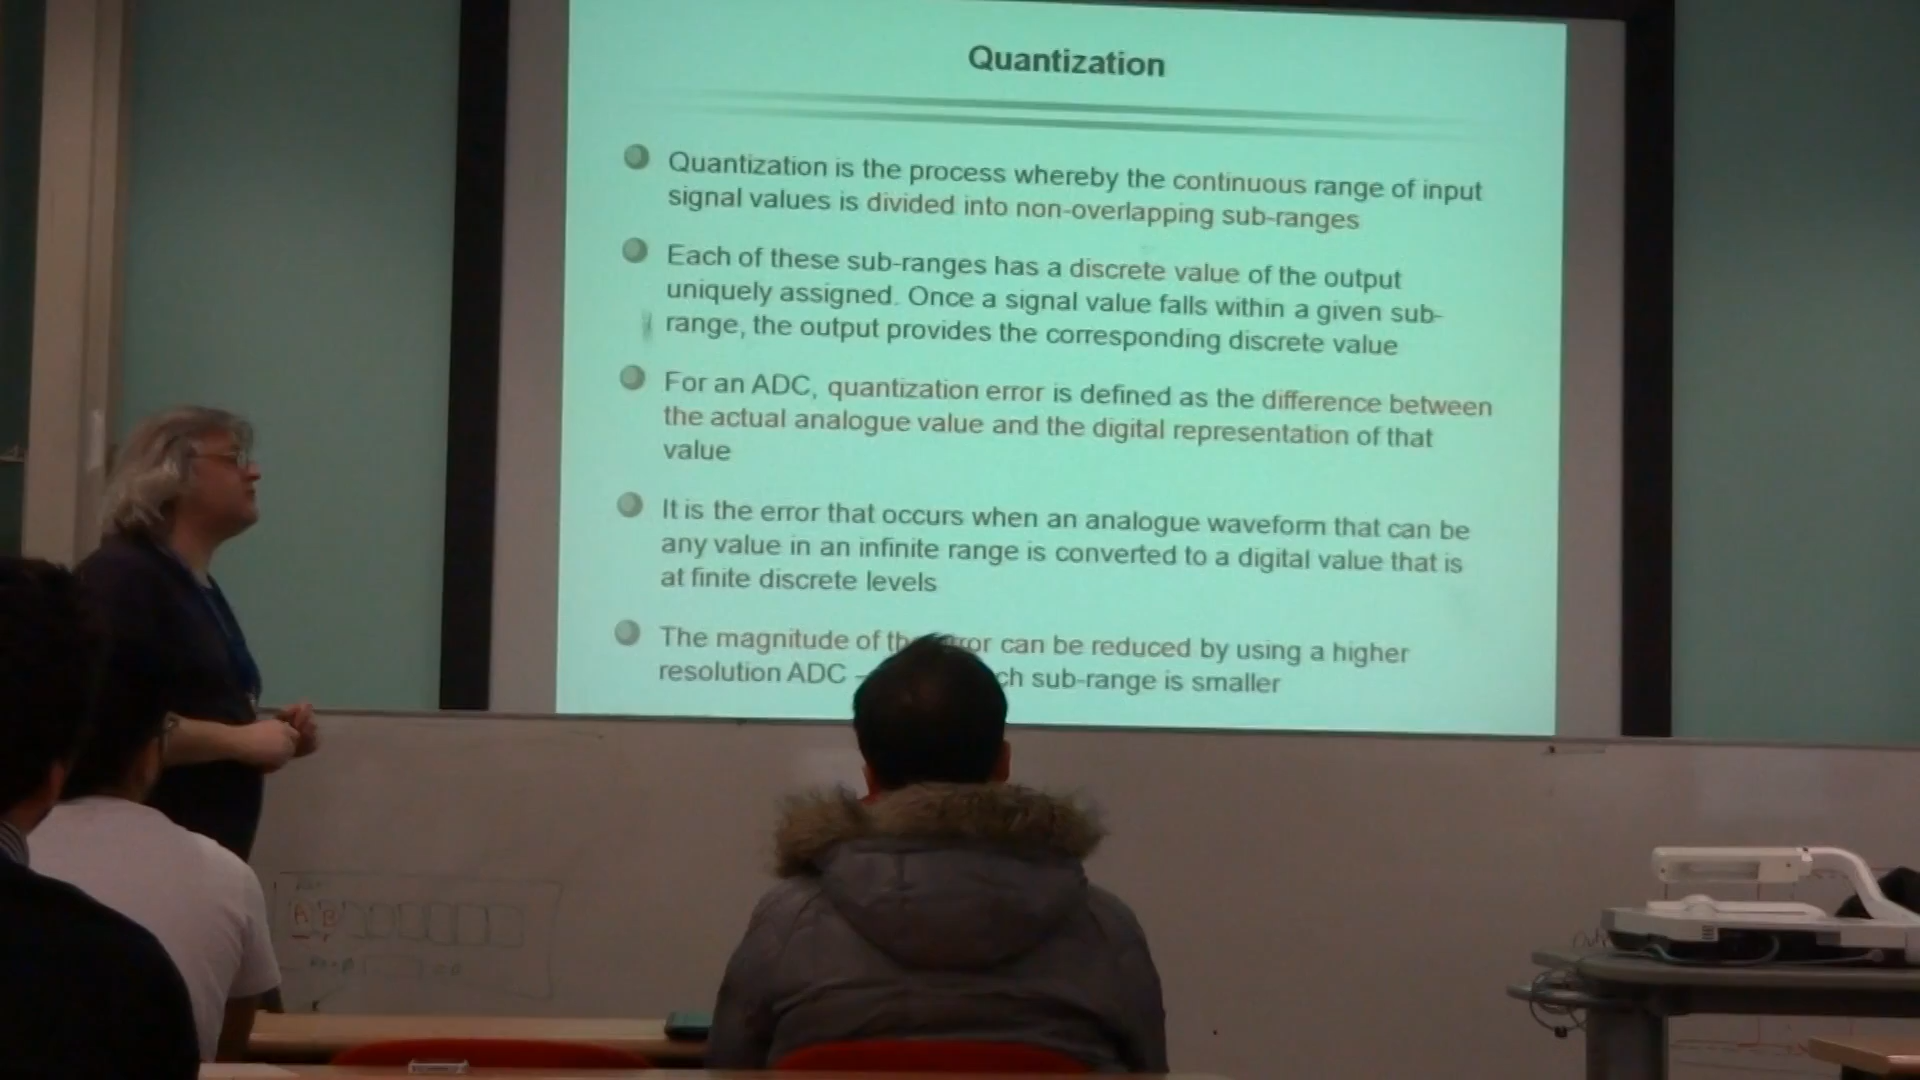 Quantization
Quantization is the process whereby the continuous range of input
signal values is divided into non-overlapping sub-ranges
Each of these sub-ranges has a discrete value of the output
uniquely assigned. Once a signal value falls within a given sub-
range, the output provides the corresponding discrete value
For an ADC, quantization error is defined as the difference between
the actual analogue value and the digital representation of that
value
It is the error that occurs when an analogue waveform that can be
any value in an infinite range is converted to a digital value that is
at finite discrete levels
The magnitude of can be reduced by using a higher
resolution ADC – sub-range is smaller
A B